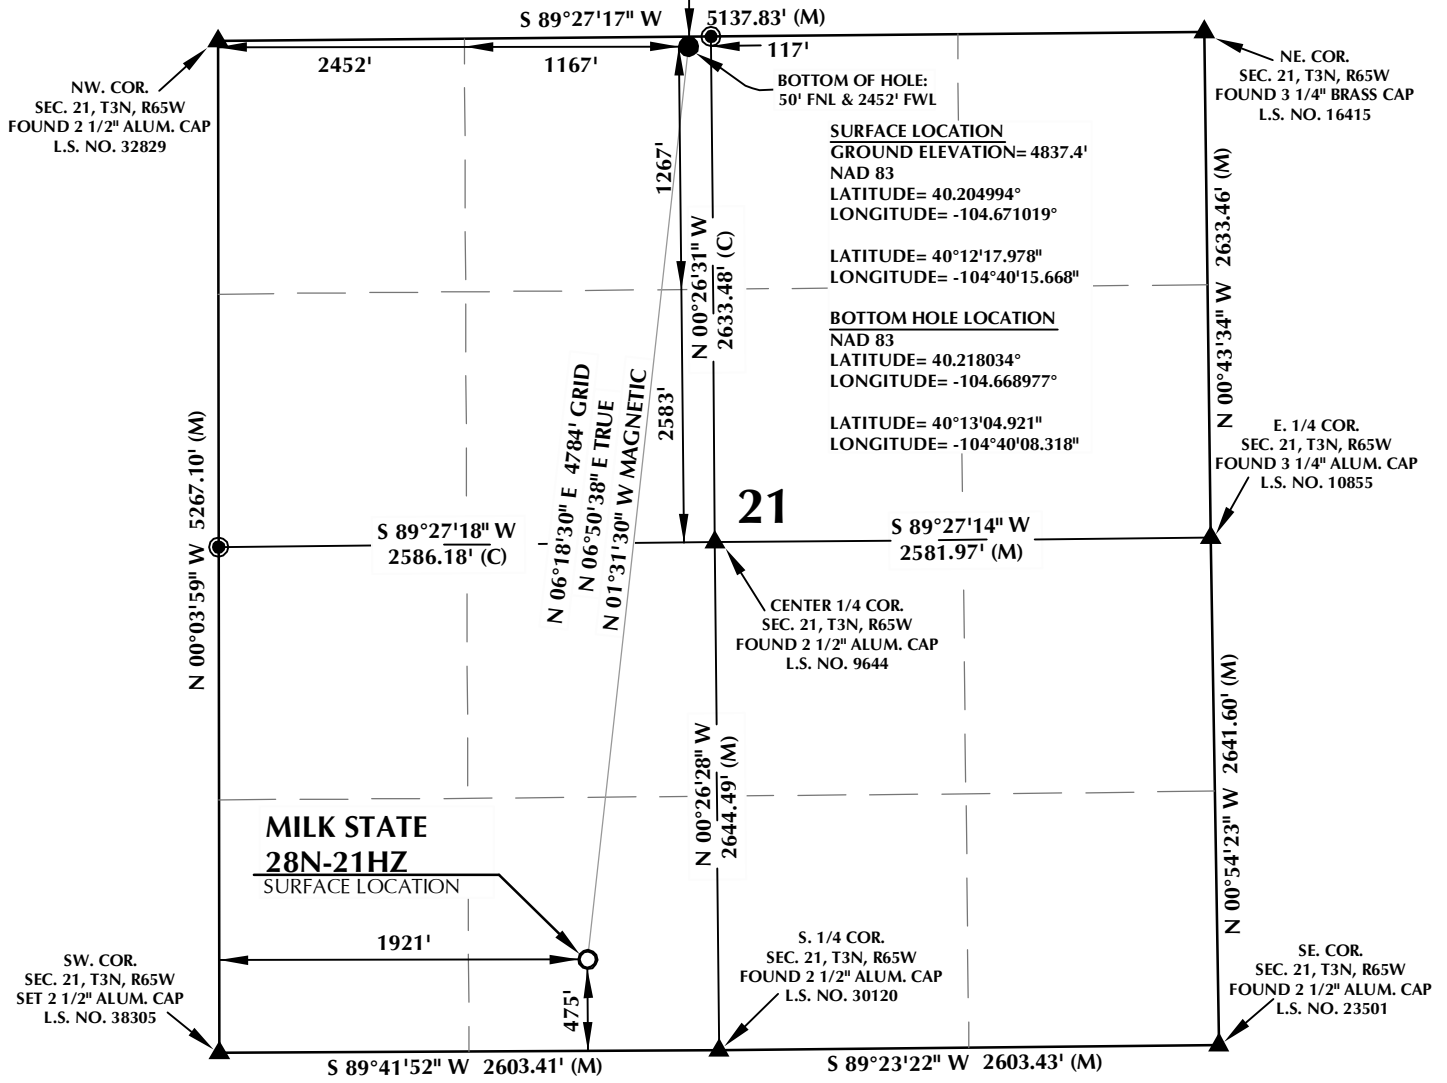 S 89°27'17" W 5137.83' (M)
2452'
1167'
117'
NW. COR.
SEC. 21, T3N, R65W
FOUND 2 1/2" ALUM. CAP
L.S. NO. 32829
BOTTOM OF HOLE:
50' FNL & 2452' FWL
NE. COR.
SEC. 21, T3N, R65W
FOUND 3 1/4" BRASS CAP
L.S. NO. 16415
SURFACE LOCATION
GROUND ELEVATION= 4837.4'
NAD 83
LATITUDE= 40.204994°
LONGITUDE= -104.671019°
LATITUDE= 40°12'17.978"
LONGITUDE= -104°40'15.668"
BOTTOM HOLE LOCATION
NAD 83
LATITUDE= 40.218034°
LONGITUDE= -104.668977°
LATITUDE= 40°13'04.921"
LONGITUDE= -104°40'08.318"
1267'
N 00°26'31" W
2633.48' (C)
N 00°43'34" W 2633.46' (M)
2583'
N 06°18'30" E 4784' GRID
N 06°50'38" E TRUE
N 01°31'30" W MAGNETIC
N 00°03'59" W 5267.10' (M)
E. 1/4 COR.
SEC. 21, T3N, R65W
FOUND 3 1/4" ALUM. CAP
L.S. NO. 10855
21
S 89°27'18" W
2586.18' (C)
S 89°27'14" W
2581.97' (M)
CENTER 1/4 COR.
SEC. 21, T3N, R65W
FOUND 2 1/2" ALUM. CAP
L.S. NO. 9644
N 00°26'28" W
2644.49' (M)
N 00°54'23" W 2641.60' (M)
MILK STATE
28N-21HZ
SURFACE LOCATION
1921'
475'
SW. COR.
SEC. 21, T3N, R65W
SET 2 1/2" ALUM. CAP
L.S. NO. 38305
S. 1/4 COR.
SEC. 21, T3N, R65W
FOUND 2 1/2" ALUM. CAP
L.S. NO. 30120
SE. COR.
SEC. 21, T3N, R65W
FOUND 2 1/2" ALUM. CAP
L.S. NO. 23501
S 89°41'52" W 2603.41' (M)
S 89°23'22" W 2603.43' (M)